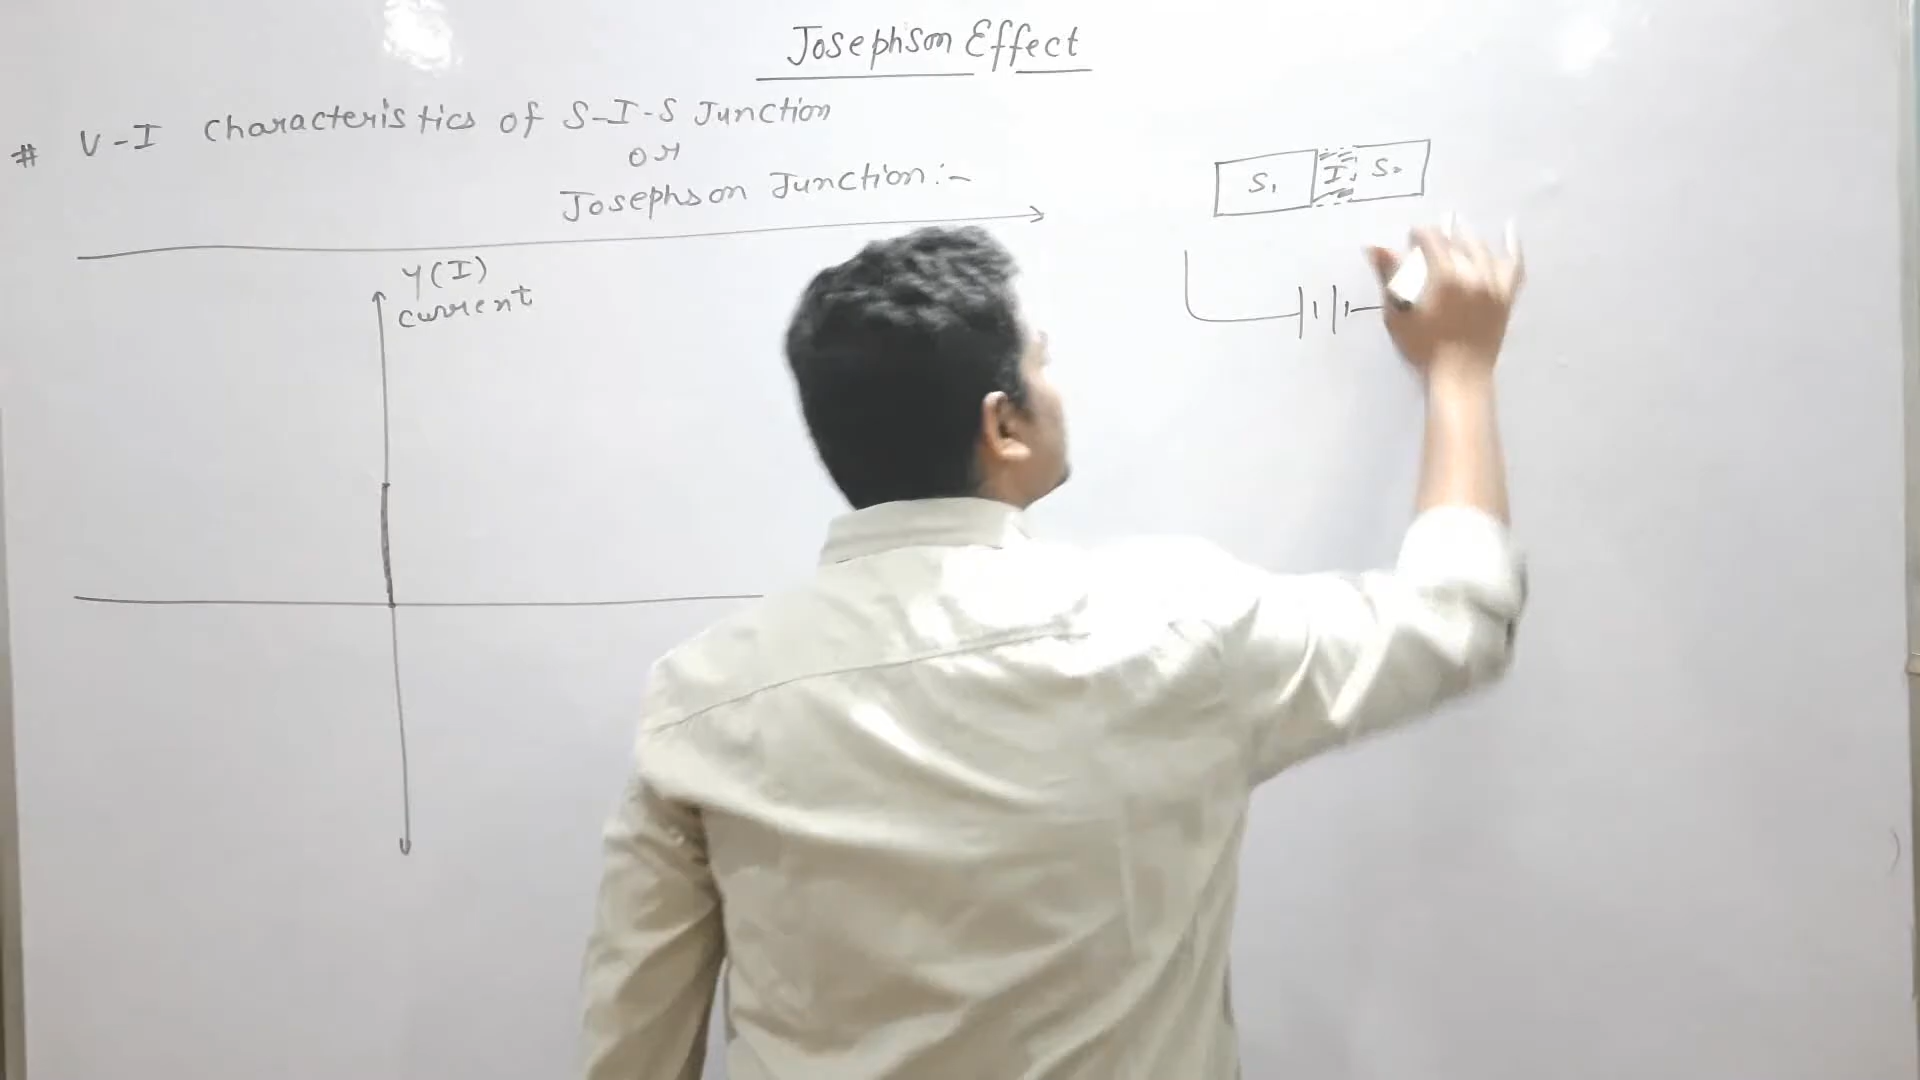 Josephson Effect
# V-I Characteristics of S-I-S Junction
or
Josephson Junction:-
Y(I)
current
S₁ I S₂